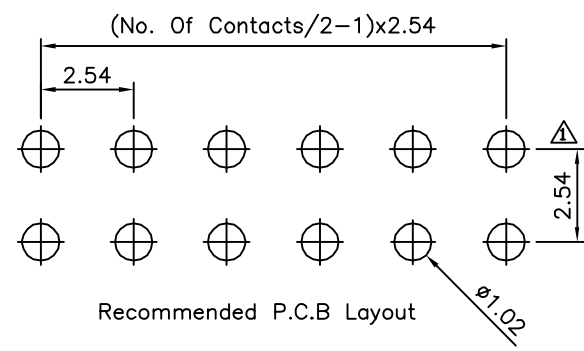 (No. Of Contacts/2-1)x2.54
2.54
1
2.54
ø1.02
Recommended P.C.B Layout